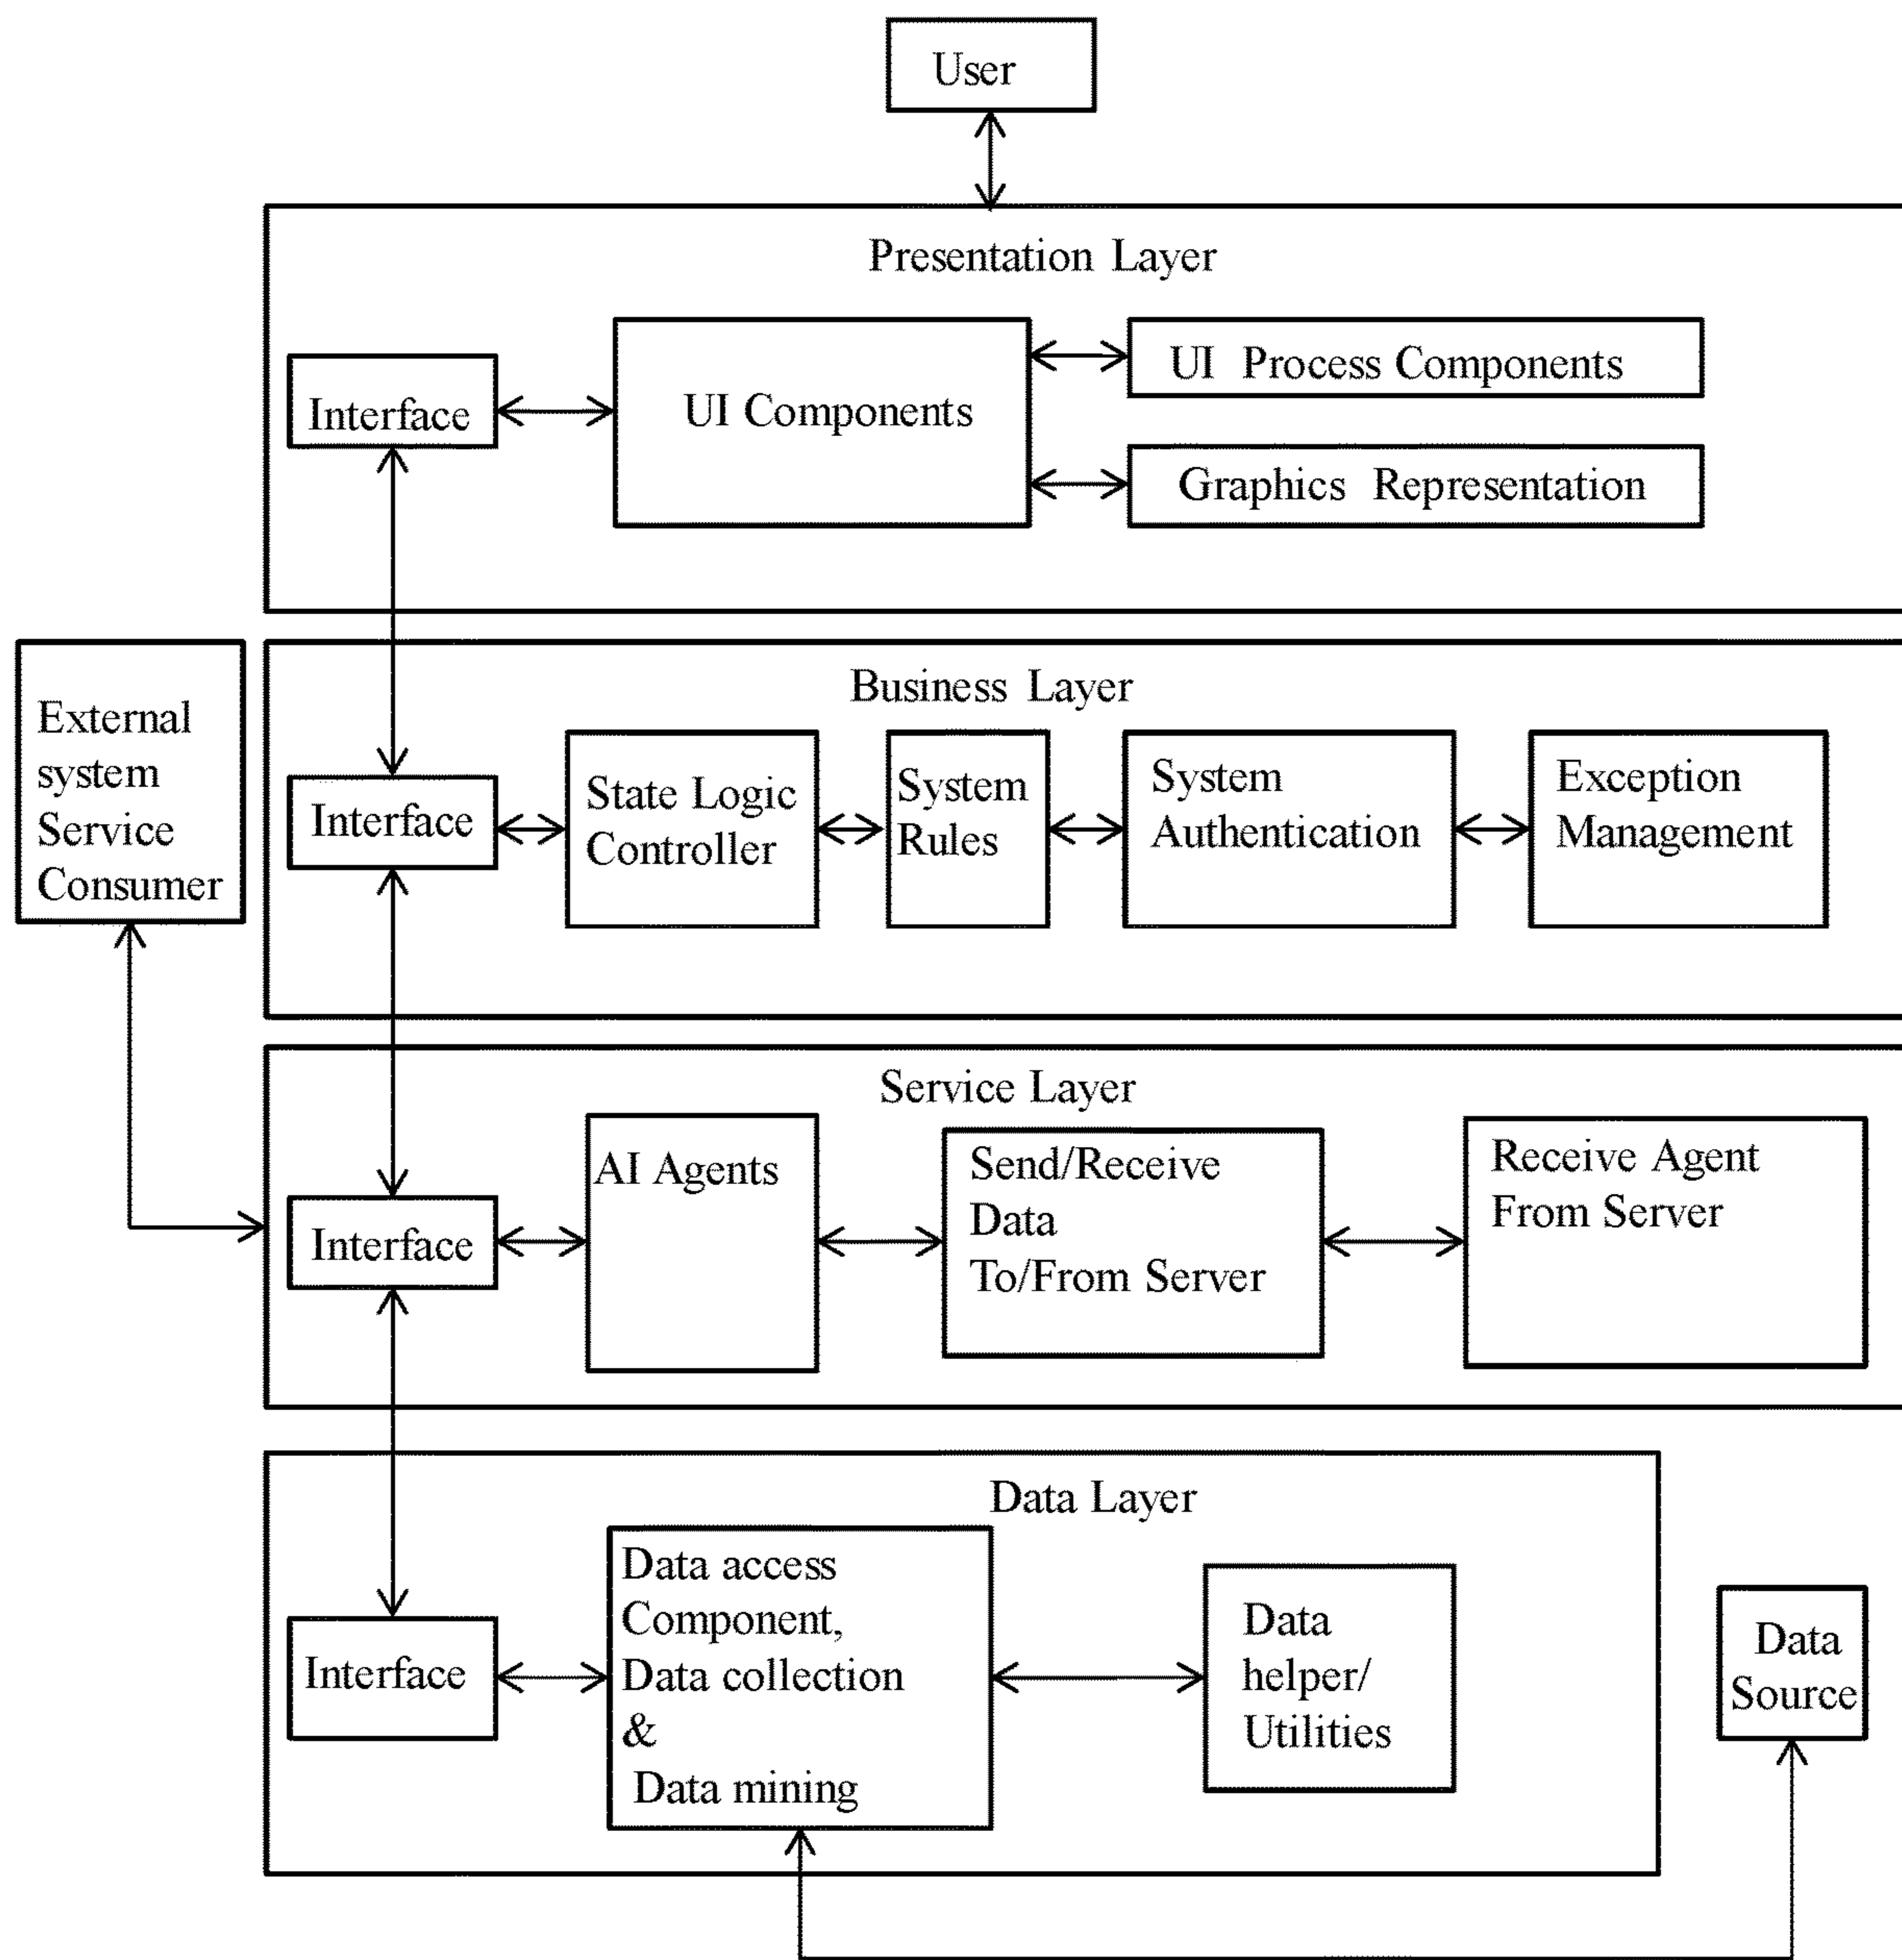 User
Presentation Layer
Interface
UI Components
UI Process Components
Graphics Representation
External
system
Service
Consumer
Business Layer
Interface
State Logic
Controller
System
Rules
System
Authentication
Exception
Management
Service Layer
Interface
AI Agents
Send/Receive
Data
To/From Server
Receive Agent
From Server
Data Layer
Interface
Data access
Component,
Data collection
&
Data mining
Data
helper/
Utilities
Data
Source